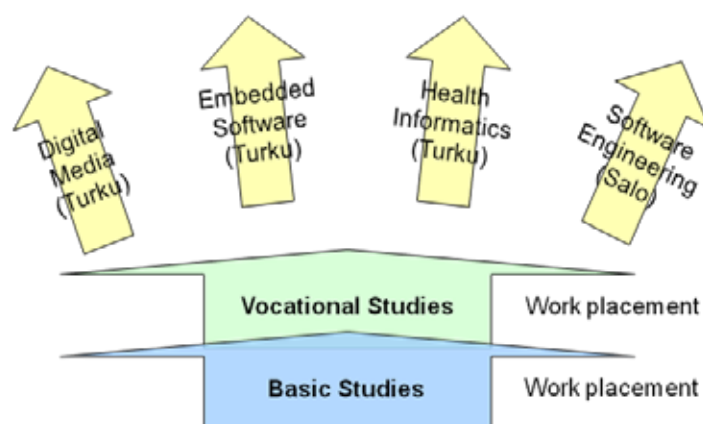 Digital
Media
(Turku)
Embedded
Software
(Turku)
Health
Informatics
(Turku)
Software
Engineering
(Salo)
Vocational Studies
Work placement
Basic Studies
Work placement